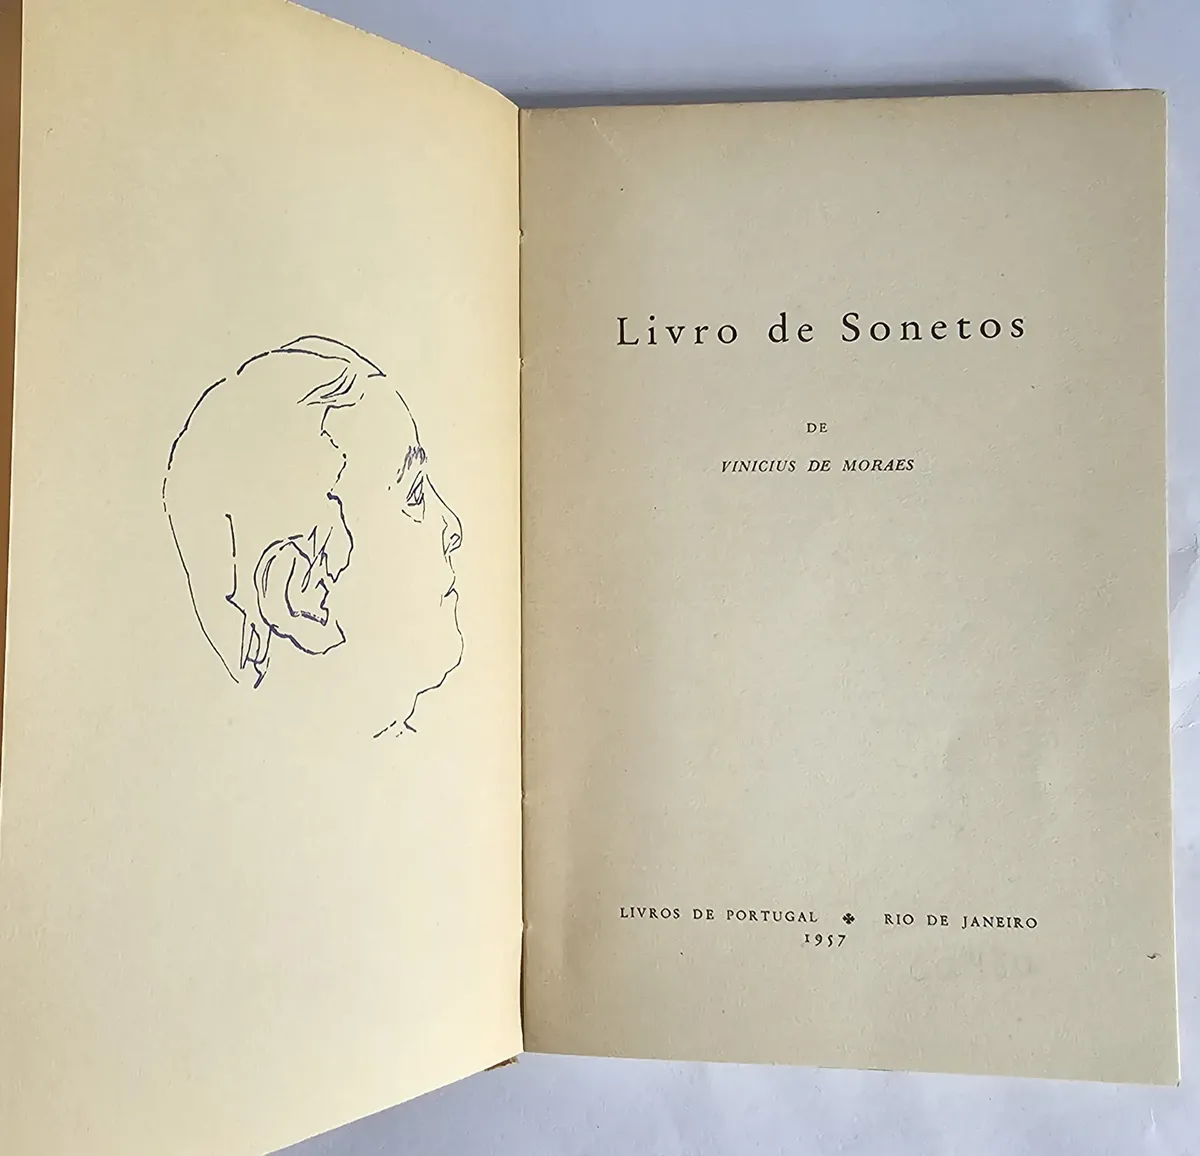 Livro de Sonetos
DE
VINICIUS DE MORAES
LIVROS DE PORTUGAL ✤ RIO DE JANEIRO
1957